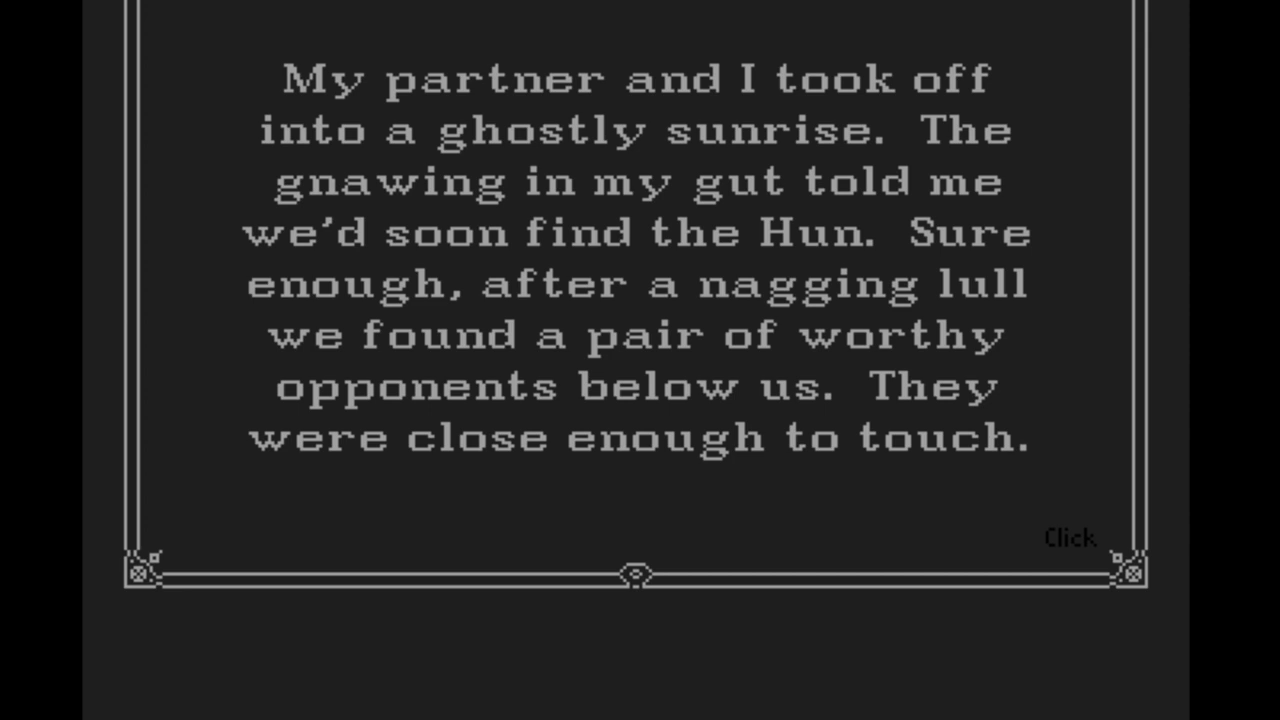 My partner and I took off
into a ghostly sunrise.  The
gnawing in my gut told me
we'd soon find the Hun.  Sure
enough, after a nagging lull
we found a pair of worthy
opponents below us.  They
were close enough to touch.
Click